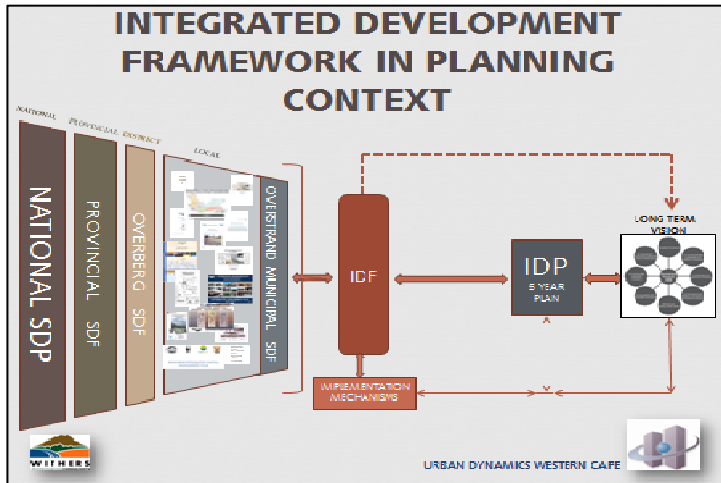 INTEGRATED DEVELOPMENT
FRAMEWORK IN PLANNING
CONTEXT
NATIONAL
PROVINCIAL
DISTRICT
LOCAL
NATIONAL SDP
PROVINCIAL SDF
OVERBERG SDF
OVERSTRAND MUNICIPAL SDF
IDF
IDP
5 YEAR
PLAN
LONG TERM
VISION
IMPLEMENTATION
MECHANISMS
WITHERS
URBAN DYNAMICS WESTERN CAPE